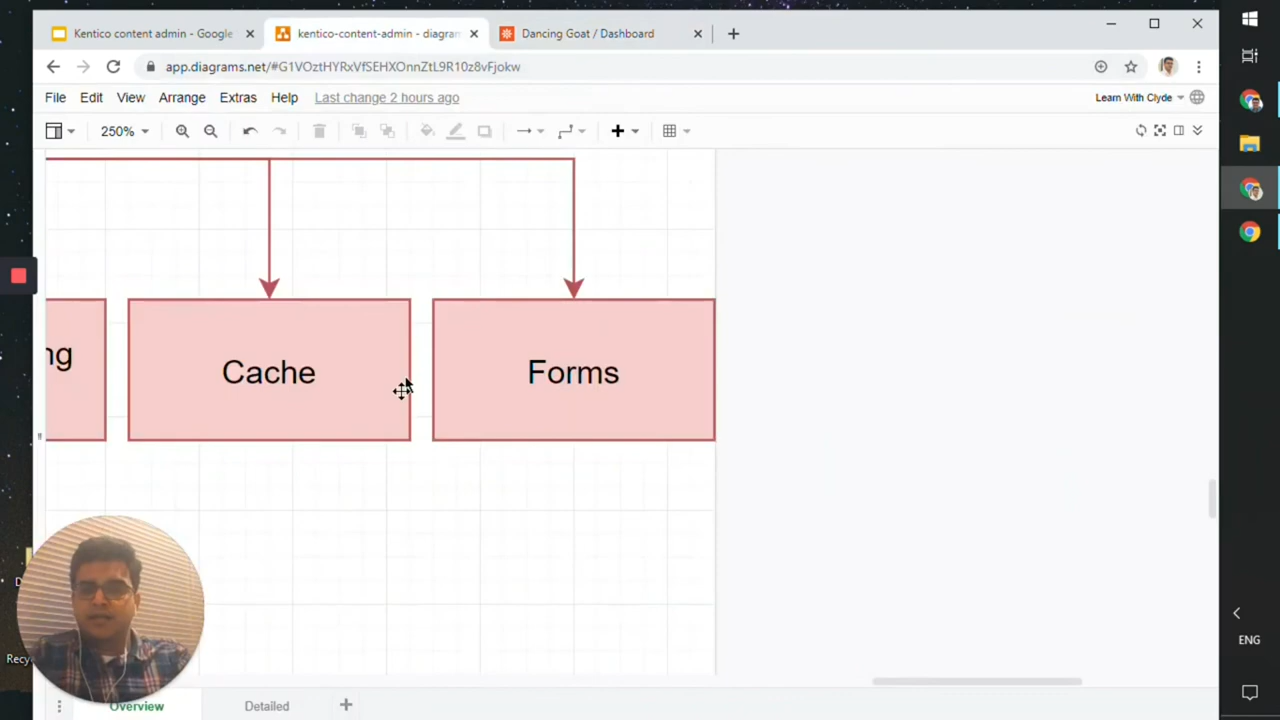 Kentico content admin - Google
kentico-content-admin - diagram
Dancing Goat / Dashboard
app.diagrams.net/#G1VOztHYRxVfSEHXOnnZtL9R10z8vFjokw
File Edit View Arrange Extras Help Last change 2 hours ago
Learn With Clyde
250%
ng
Cache
Forms
D
Recy
Overview
Detailed
ENG